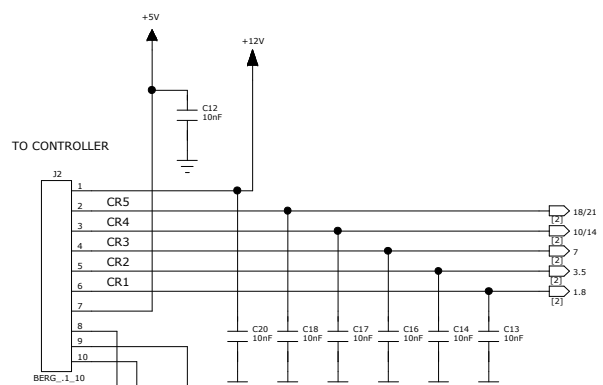 +5V
+12V
C12
10nF
TO CONTROLLER
J2
1
2
CR5
18/21
[2]
3
CR4
10/14
[2]
4
CR3
7
[2]
5
CR2
3.5
[2]
6
CR1
1.8
[2]
7
8
9
10
C20
10nF
C18
10nF
C17
10nF
C16
10nF
C14
10nF
C13
10nF
BERG_.1_10